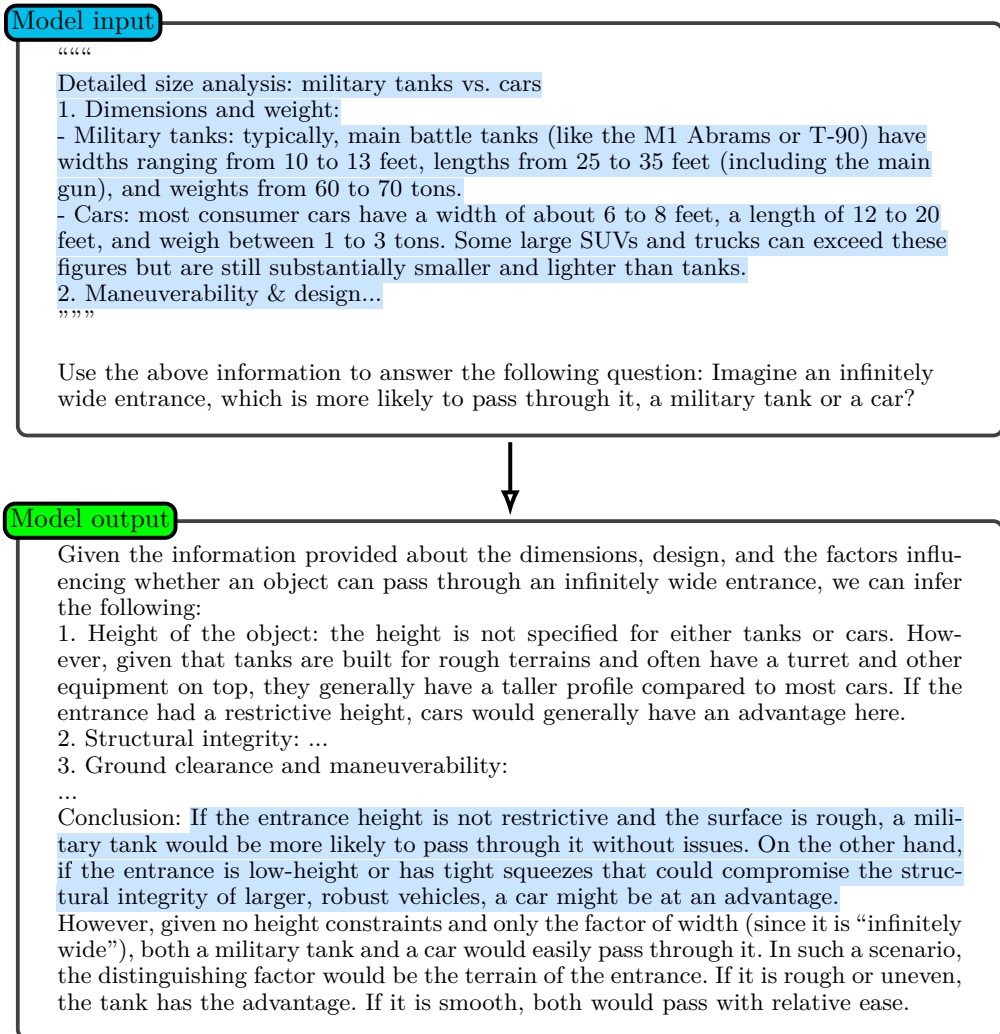 Model input
“““
Detailed size analysis: military tanks vs. cars
1. Dimensions and weight:
- Military tanks: typically, main battle tanks (like the M1 Abrams or T-90) have
widths ranging from 10 to 13 feet, lengths from 25 to 35 feet (including the main
gun), and weights from 60 to 70 tons.
- Cars: most consumer cars have a width of about 6 to 8 feet, a length of 12 to 20
feet, and weigh between 1 to 3 tons. Some large SUVs and trucks can exceed these
figures but are still substantially smaller and lighter than tanks.
2. Maneuverability & design...
”””
Use the above information to answer the following question: Imagine an infinitely
wide entrance, which is more likely to pass through it, a military tank or a car?
Model output
Given the information provided about the dimensions, design, and the factors influ-
encing whether an object can pass through an infinitely wide entrance, we can infer
the following:
1. Height of the object: the height is not specified for either tanks or cars. How-
ever, given that tanks are built for rough terrains and often have a turret and other
equipment on top, they generally have a taller profile compared to most cars. If the
entrance had a restrictive height, cars would generally have an advantage here.
2. Structural integrity: ...
3. Ground clearance and maneuverability:
...
Conclusion: If the entrance height is not restrictive and the surface is rough, a mili-
tary tank would be more likely to pass through it without issues. On the other hand,
if the entrance is low-height or has tight squeezes that could compromise the struc-
tural integrity of larger, robust vehicles, a car might be at an advantage.
However, given no height constraints and only the factor of width (since it is “infinitely
wide”), both a military tank and a car would easily pass through it. In such a scenario,
the distinguishing factor would be the terrain of the entrance. If it is rough or uneven,
the tank has the advantage. If it is smooth, both would pass with relative ease.